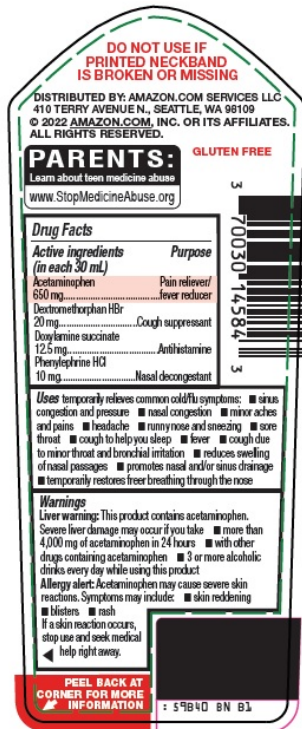 DO NOT USE IF
PRINTED NECKBAND
IS BROKEN OR MISSING
DISTRIBUTED BY: AMAZON.COM SERVICES LLC
410 TERRY AVENUE N., SEATTLE, WA 98109
© 2022 AMAZON.COM, INC. OR ITS AFFILIATES.
ALL RIGHTS RESERVED.
PARENTS:
Learn about teen medicine abuse
www.StopMedicineAbuse.org
GLUTEN FREE
3 70030 14584 3
Drug Facts
Active ingredients Purpose
(in each 30 mL)
Acetaminophen Pain reliever/
650 mg..............................fever reducer
Dextromethorphan HBr
20 mg.......................Cough suppressant
Doxylamine succinate
12.5 mg..........................Antihistamine
Phenylephrine HCl
10 mg.......................Nasal decongestant
Uses temporarily relieves common cold/flu symptoms: ■ sinus
congestion and pressure ■ nasal congestion ■ minor aches
and pains ■ headache ■ runny nose and sneezing ■ sore
throat ■ cough to help you sleep ■ fever ■ cough due
to minor throat and bronchial irritation ■ reduces swelling
of nasal passages ■ promotes nasal and/or sinus drainage
■ temporarily restores freer breathing through the nose
Warnings
Liver warning: This product contains acetaminophen.
Severe liver damage may occur if you take ■ more than
4,000 mg of acetaminophen in 24 hours ■ with other
drugs containing acetaminophen ■ 3 or more alcoholic
drinks every day while using this product
Allergy alert: Acetaminophen may cause severe skin
reactions. Symptoms may include: ■ skin reddening
■ blisters ■ rash
If a skin reaction occurs,
stop use and seek medical
help right away.
PEEL BACK AT
CORNER FOR MORE
INFORMATION
: 59B40 BN B1